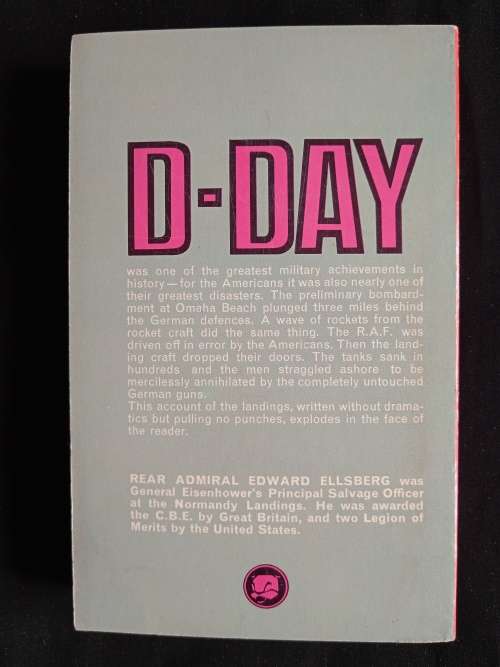 D-DAY
was one of the greatest military achievements in
history—for the Americans it was also nearly one of
their greatest disasters. The preliminary bombard-
ment at Omaha Beach plunged three miles behind
the German defences. A wave of rockets from the
rocket craft did the same thing. The R.A.F. was
driven off in error by the Americans. Then the land-
ing craft dropped their doors. The tanks sank in
hundreds and the men straggled ashore to be
mercilessly annihilated by the completely untouched
German guns.
This account of the landings, written without drama-
tics but pulling no punches, explodes in the face of
the reader.
REAR ADMIRAL EDWARD ELLSBERG was
General Eisenhower's Principal Salvage Officer
at the Normandy Landings. He was awarded
the C.B.E. by Great Britain, and two Legion of
Merits by the United States.